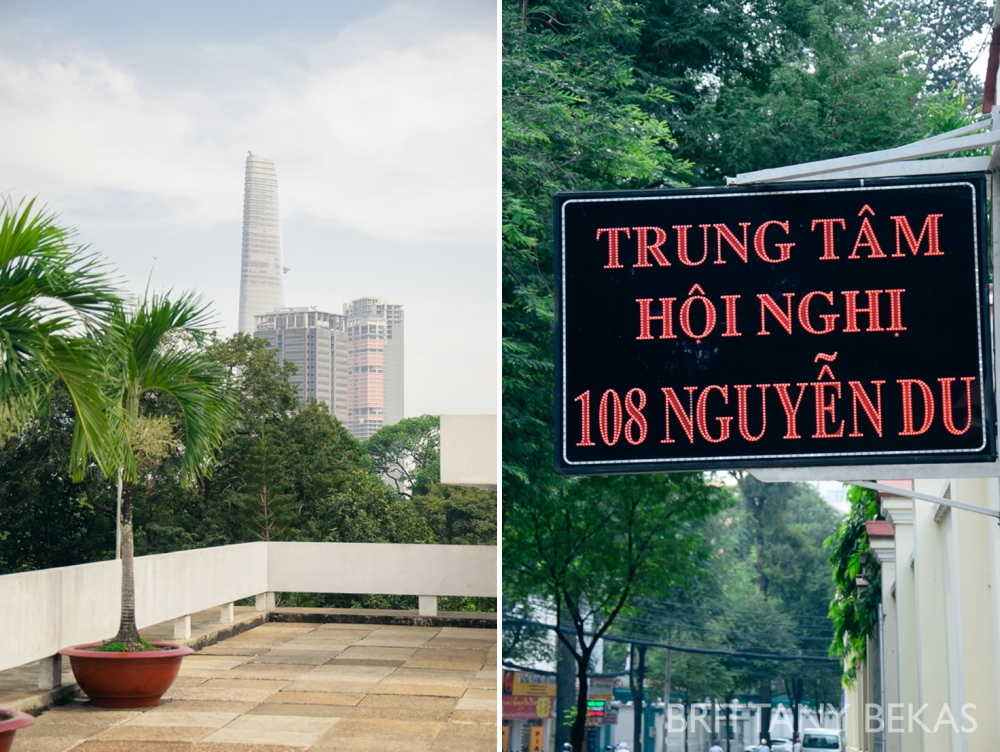 TRUNG TÂM
HỘI NGHỊ
108 NGUYỄN DU
BRITTANY BEKAS